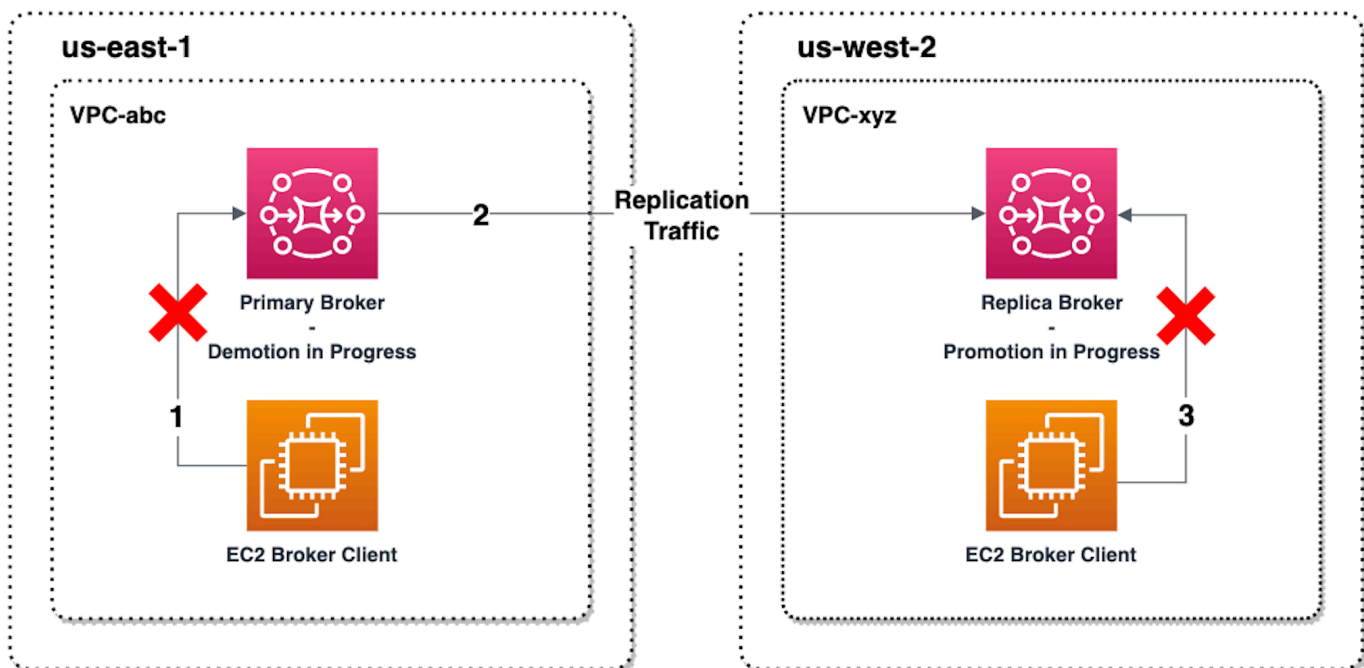 us-east-1
VPC-abc
Primary Broker
-
Demotion in Progress
1
EC2 Broker Client
2
Replication
Traffic
us-west-2
VPC-xyz
Replica Broker
-
Promotion in Progress
3
EC2 Broker Client